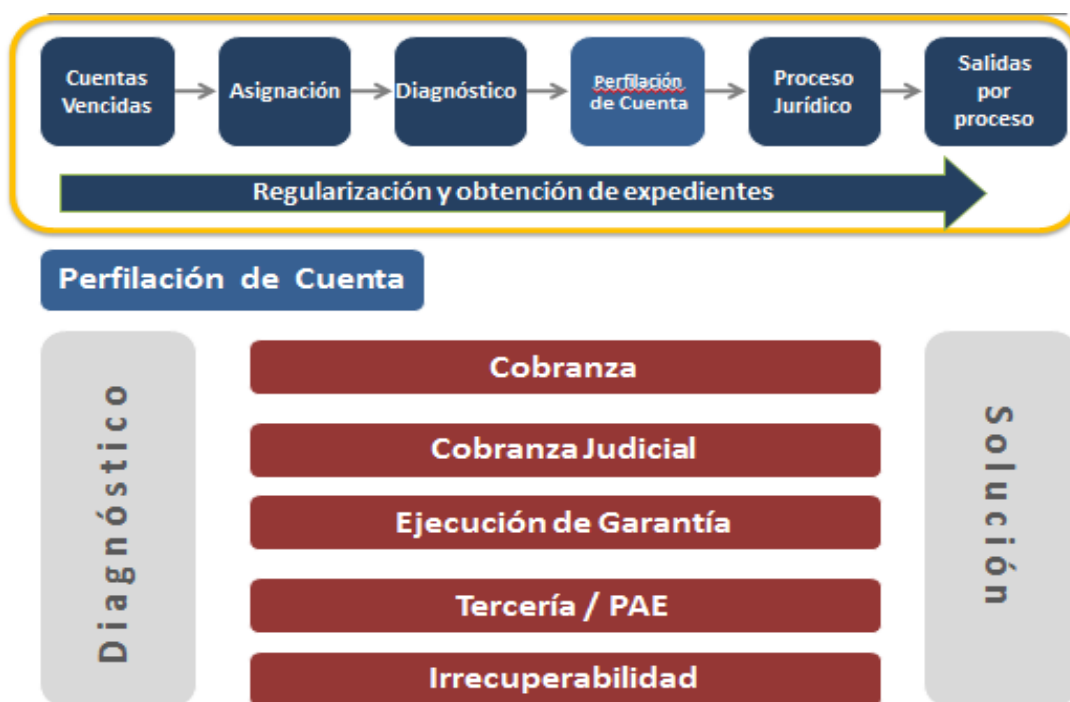 Cuentas
Vencidas
Asignación
Diagnóstico
Perfilación
de Cuenta
Proceso
Jurídico
Salidas
por
proceso
Regularización y obtención de expedientes
Perfilación de Cuenta
Diagnóstico
Cobranza
Cobranza Judicial
Ejecución de Garantía
Tercería / PAE
Irrecuperabilidad
Solución